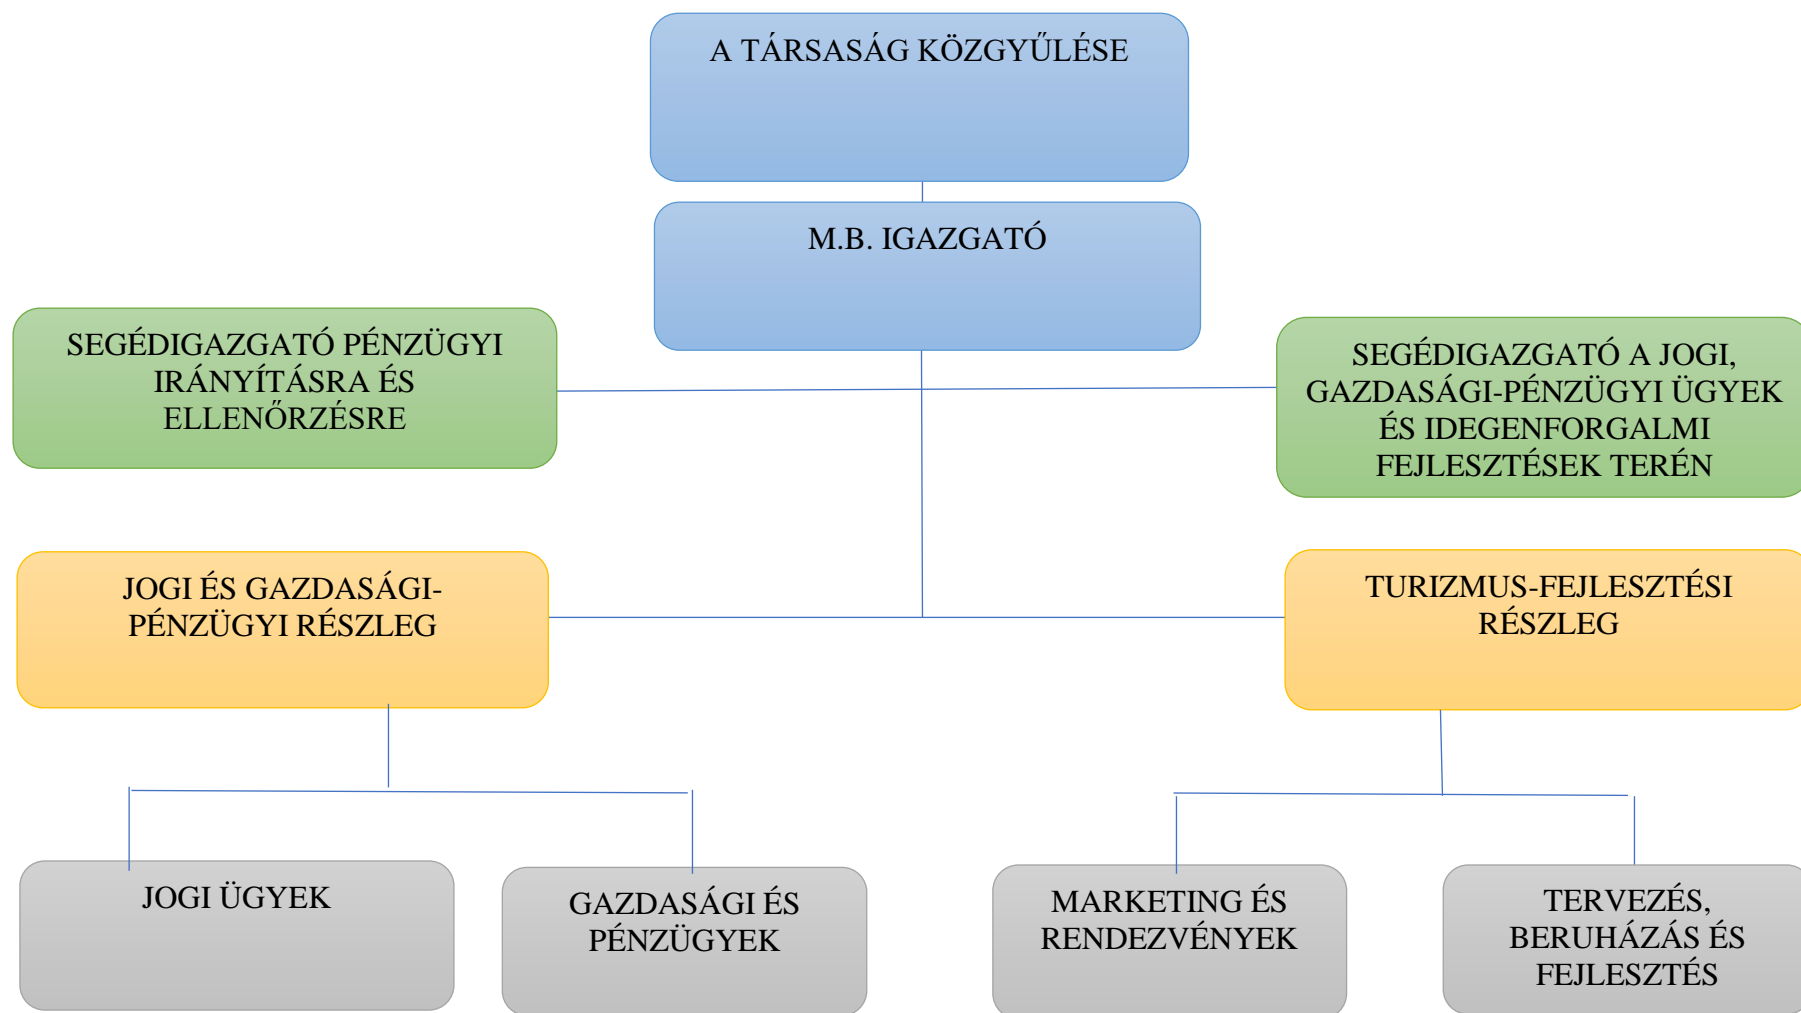 A TÁRSASÁG KÖZGYŰLÉSE
M.B. IGAZGATÓ
SEGÉDIGAZGATÓ PÉNZÜGYI
IRÁNYÍTÁSRA ÉS
ELLENŐRZÉSRE
SEGÉDIGAZGATÓ A JOGI,
GAZDASÁGI-PÉNZÜGYI ÜGYEK
ÉS IDEGENFORGALMI
FEJLESZTÉSEK TERÉN
JOGI ÉS GAZDASÁGI-
PÉNZÜGYI RÉSZLEG
TURIZMUS-FEJLESZTÉSI
RÉSZLEG
JOGI ÜGYEK
GAZDASÁGI ÉS
PÉNZÜGYEK
MARKETING ÉS
RENDEZVÉNYEK
TERVEZÉS,
BERUHÁZÁS ÉS
FEJLESZTÉS